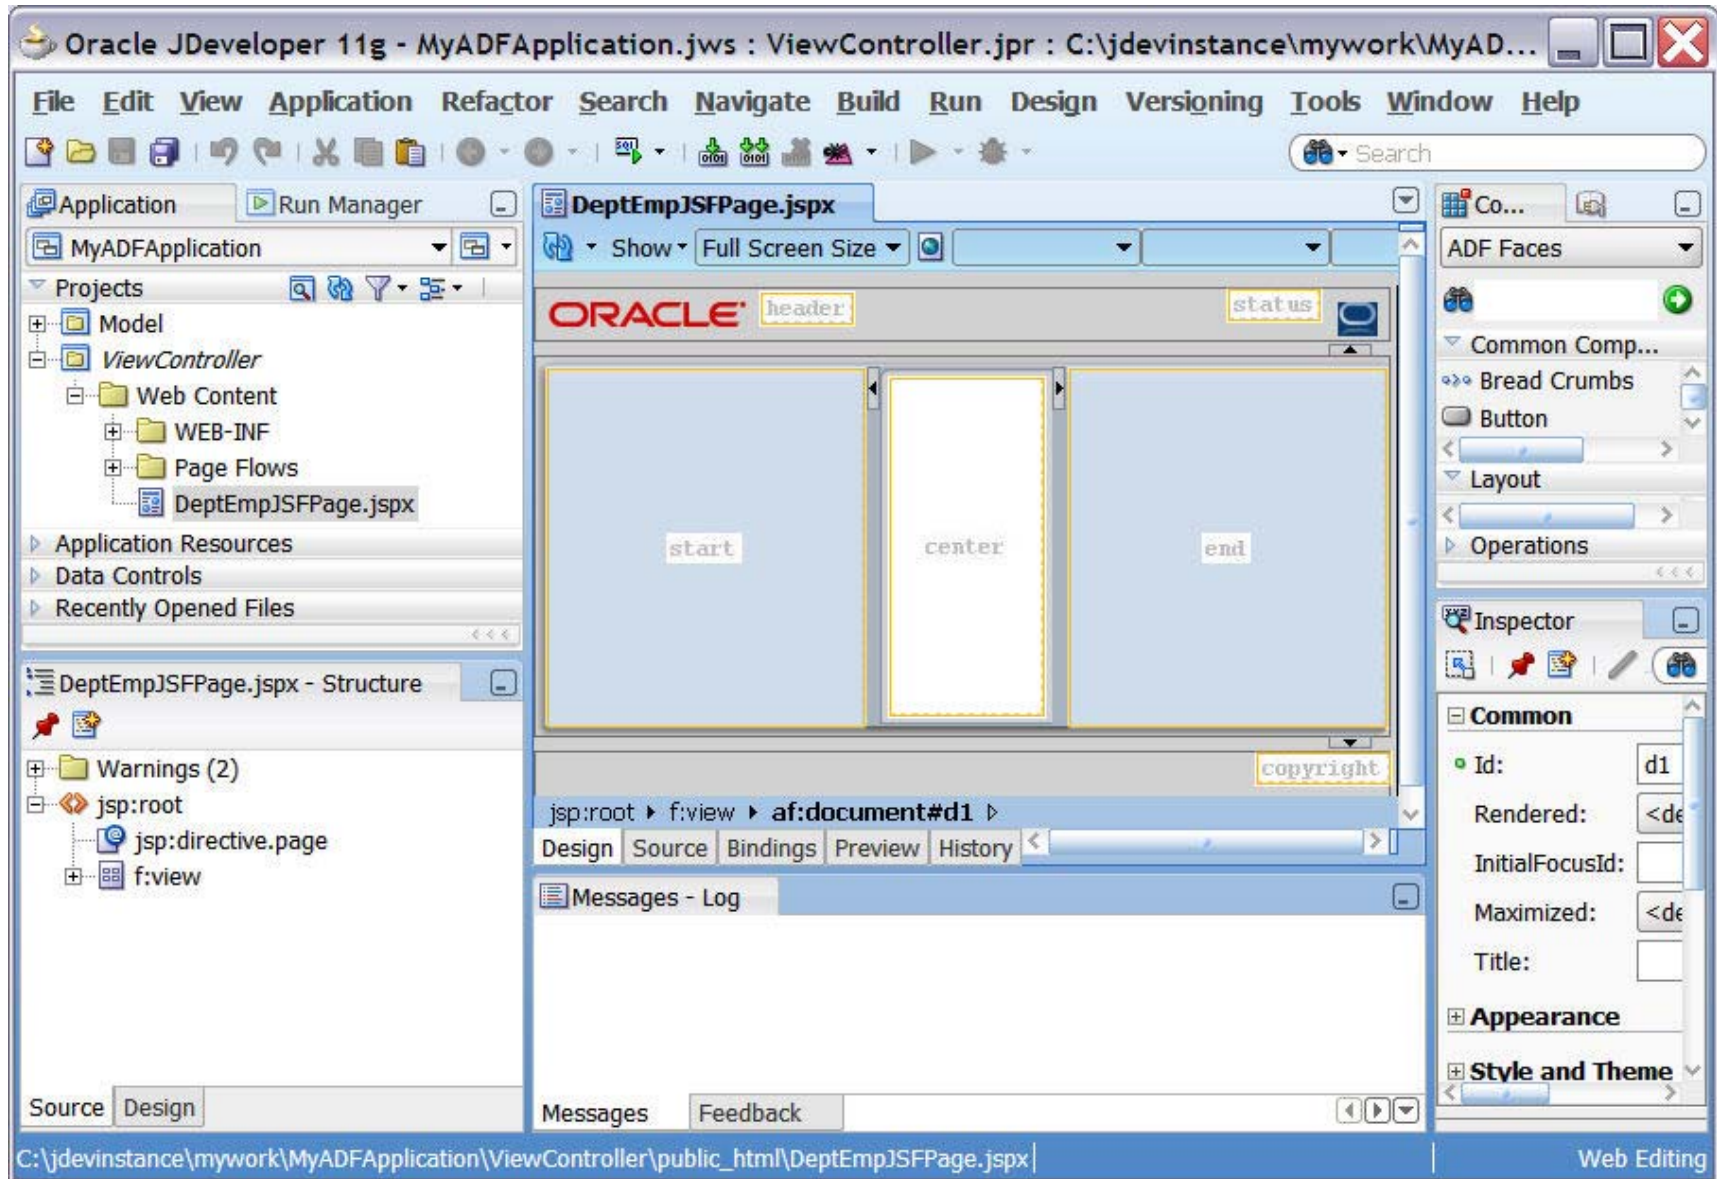 Oracle JDeveloper 11g - MyADFApplication.jws : ViewController.jpr : C:\jdevinstance\mywork\MyAD...
File Edit View Application Refactor Search Navigate Build Run Design Versioning Tools Window Help
Search
Application Run Manager
MyADFApplication
Projects
Model
ViewController
Web Content
WEB-INF
Page Flows
DeptEmpJSFPage.jspx
Application Resources
Data Controls
Recently Opened Files
DeptEmpJSFPage.jspx - Structure
Warnings (2)
jsp:root
jsp:directive.page
f:view
Source Design
DeptEmpJSFPage.jspx
Show Full Screen Size
ORACLE header status
start center end
copyright
jsp:root f:view af:document#d1
Design Source Bindings Preview History
Messages - Log
Messages Feedback
Co...
ADF Faces
Common Comp...
Bread Crumbs
Button
Layout
Operations
Inspector
Common
Id: d1
Rendered: <de
InitialFocusId:
Maximized: <de
Title:
Appearance
Style and Theme
C:\jdevinstance\mywork\MyADFApplication\ViewController\public_html\DeptEmpJSFPage.jspx Web Editing